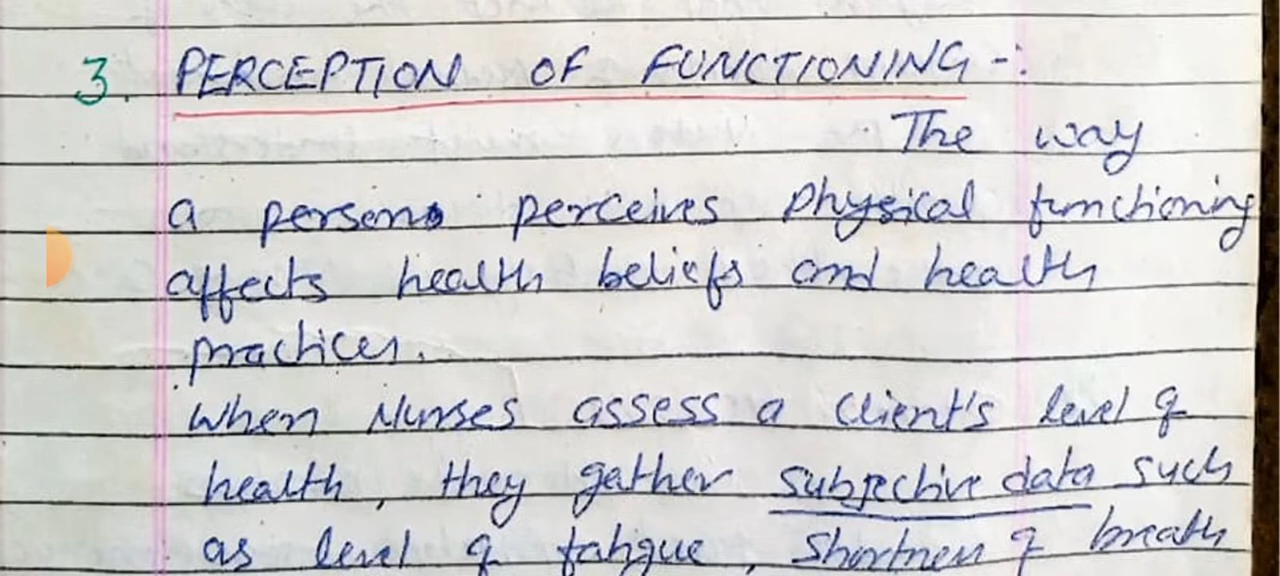 3. PERCEPTION OF FUNCTIONING -:
The way
a person perceives physical functioning
affects health beliefs and health
practices.
When Nurses assess a client's level of
health, they gather subjective data such
as level of fatigue, shortness of breath